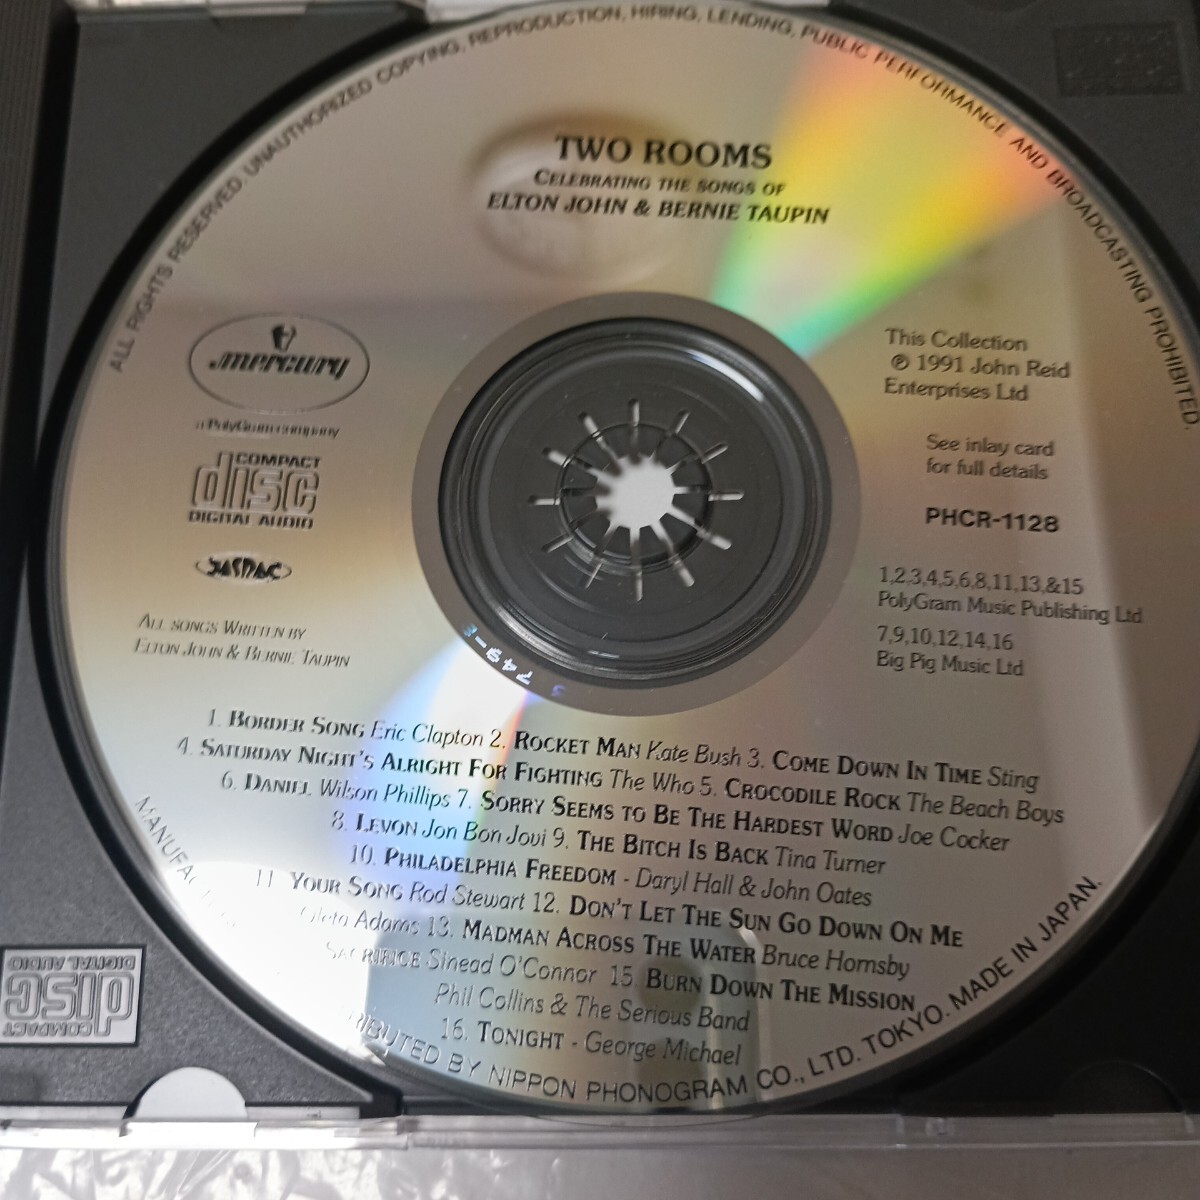 ALL RIGHTS RESERVED. UNAUTHORIZED COPYING, REPRODUCTION, HIRING, LENDING, PUBLIC PERFORMANCE AND BROADCASTING PROHIBITED.
TWO ROOMS
CELEBRATING THE SONGS OF
ELTON JOHN & BERNIE TAUPIN
mercury
a PolyGram company
COMPACT
disc
DIGITAL AUDIO
JASRAC
ALL SONGS WRITTEN BY
ELTON JOHN & BERNIE TAUPIN
This Collection
℗ 1991 John Reid
Enterprises Ltd
See inlay card
for full details
PHCR-1128
1,2,3,4,5,6,8,11,13,&15
PolyGram Music Publishing Ltd
7,9,10,12,14,16
Big Pig Music Ltd
1. BORDER SONG Eric Clapton 2. ROCKET MAN Kate Bush 3. COME DOWN IN TIME Sting
4. SATURDAY NIGHT'S ALRIGHT FOR FIGHTING The Who 5. CROCODILE ROCK The Beach Boys
6. DANIEL Wilson Phillips 7. SORRY SEEMS TO BE THE HARDEST WORD Joe Cocker
8. LEVON Jon Bon Jovi 9. THE BITCH IS BACK Tina Turner
10. PHILADELPHIA FREEDOM - Daryl Hall & John Oates
11 YOUR SONG Rod Stewart 12. DON'T LET THE SUN GO DOWN ON ME
Oleta Adams 13. MADMAN ACROSS THE WATER Bruce Hornsby
SACRIFICE Sinead O'Connor 15. BURN DOWN THE MISSION
Phil Collins & The Serious Band
16. TONIGHT - George Michael
BY NIPPON PHONOGRAM CO., LTD. TOKYO. MADE IN JAPAN.
COMPACT
disc
DIGITAL AUDIO